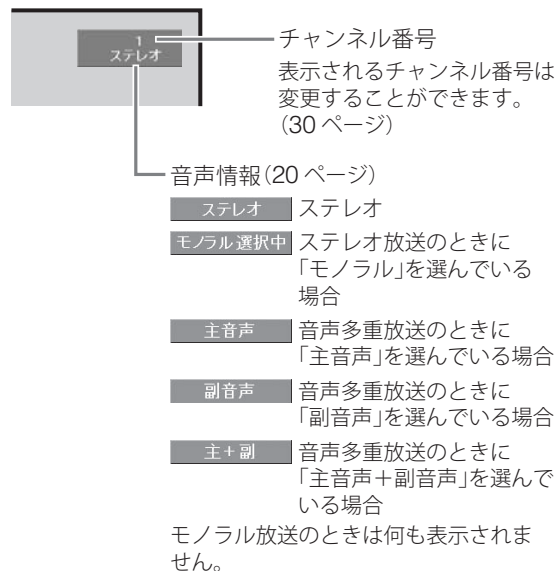 1
ステレオ
チャンネル番号
表示されるチャンネル番号は
変更することができます。
(30 ページ)
音声情報(20 ページ)
ステレオ ステレオ
モノラル選択中 ステレオ放送のときに
「モノラル」を選んでいる
場合
主音声 音声多重放送のときに
「主音声」を選んでいる場合
副音声 音声多重放送のときに
「副音声」を選んでいる場合
主+副 音声多重放送のときに
「主音声+副音声」を選んで
いる場合
モノラル放送のときは何も表示されま
せん。